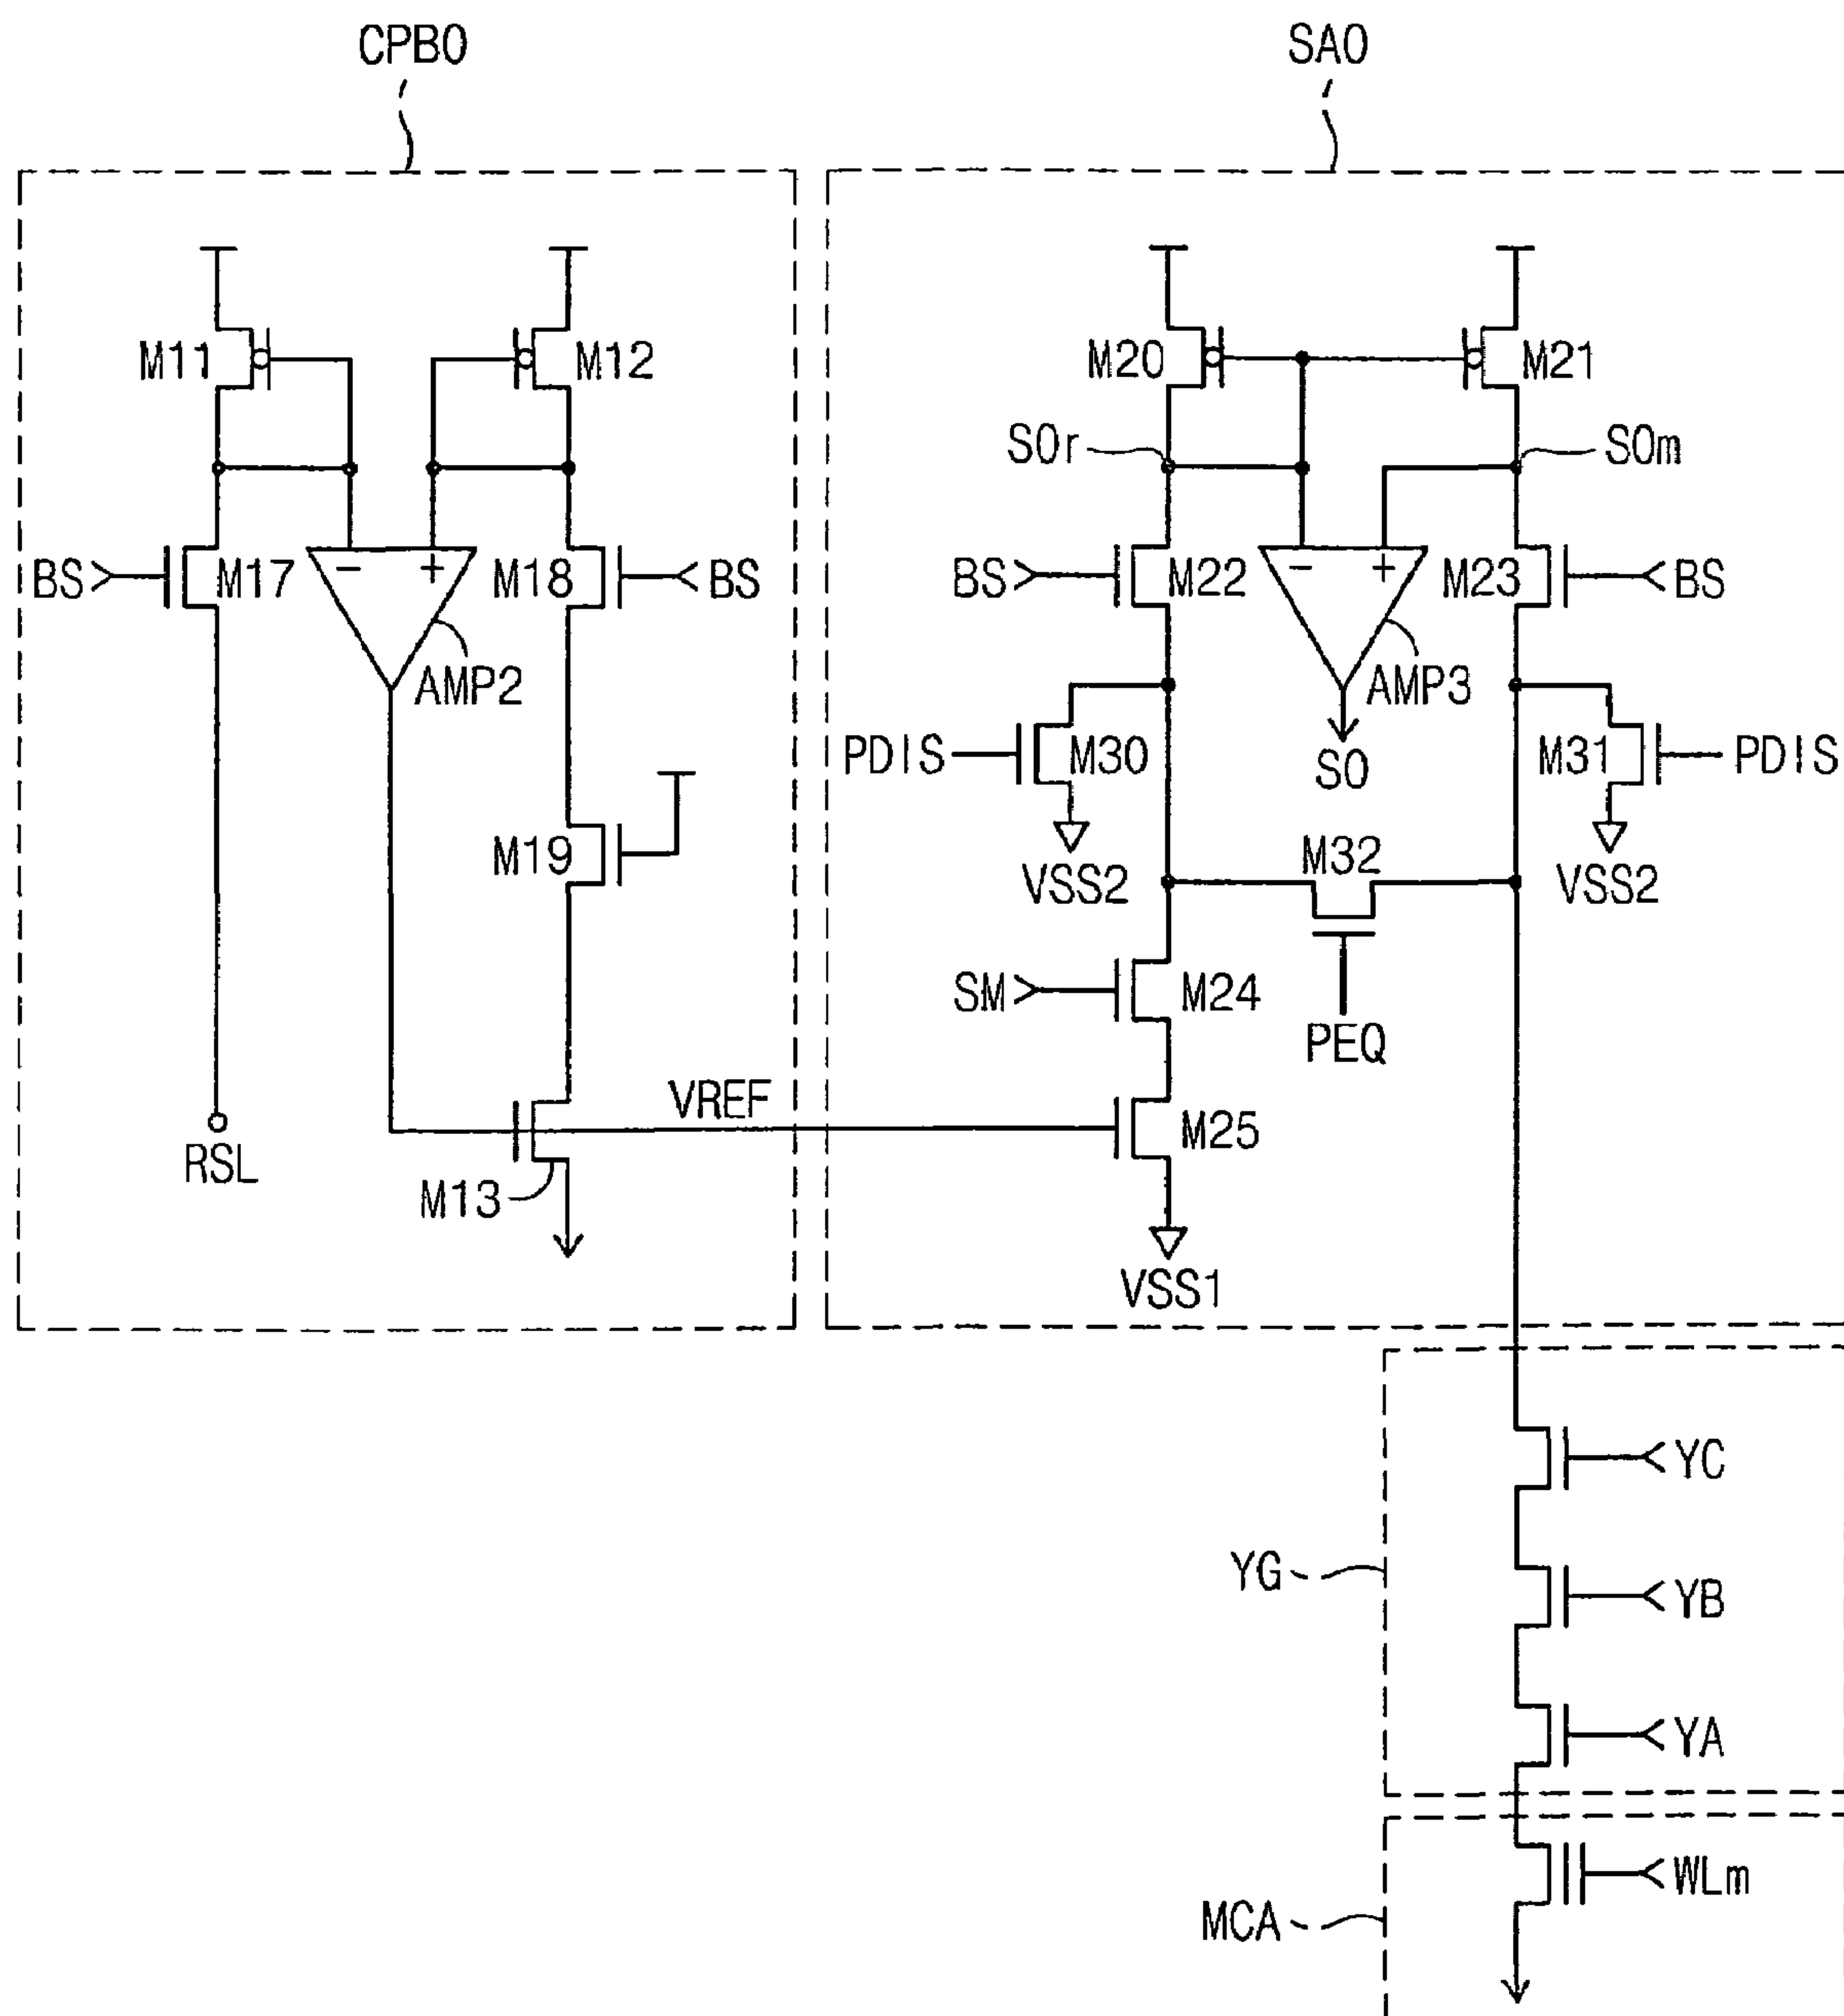 CPB0
SA0
M11
M12
M20
M21
S0r
S0m
BS
M17
-
+
M18
BS
BS
M22
-
+
M23
BS
AMP2
AMP3
PDIS
M30
S0
M31
PDIS
M19
VSS2
M32
VSS2
SM
M24
PEQ
VREF
M25
RSL
M13
VSS1
YC
YG
YB
YA
WLm
MCA